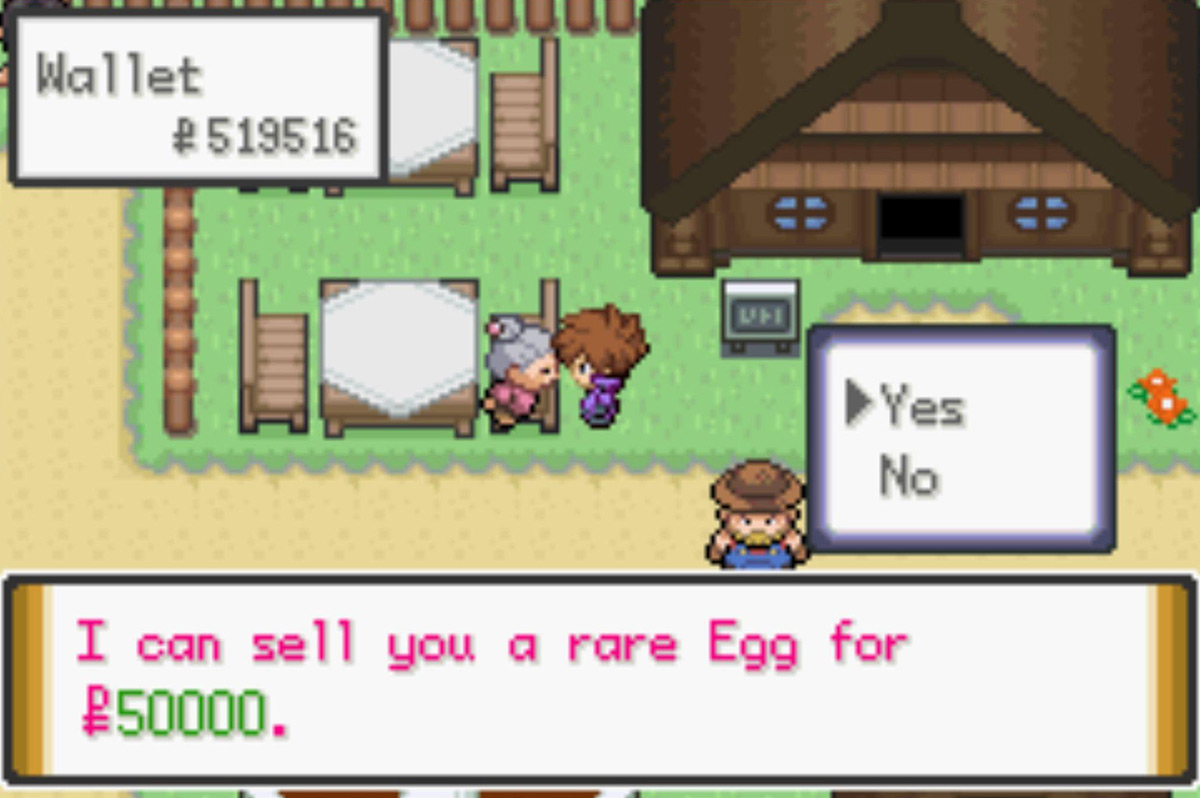 Wallet
₽519516
Yes
No
I can sell you a rare Egg for
₽50000.